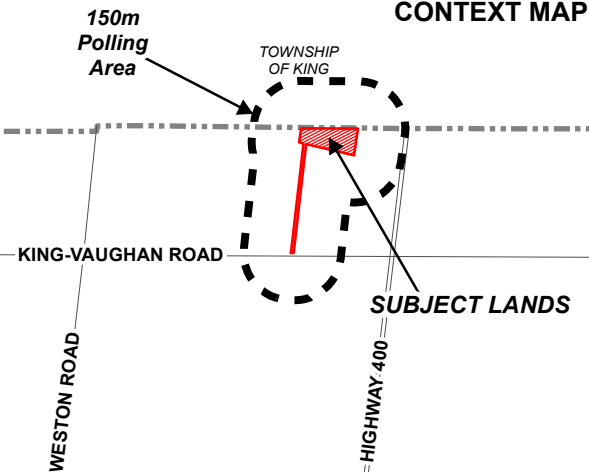 CONTEXT MAP
150m
Polling
Area
TOWNSHIP
OF KING
KING-VAUGHAN ROAD
SUBJECT LANDS
WESTON ROAD
HIGHWAY 400